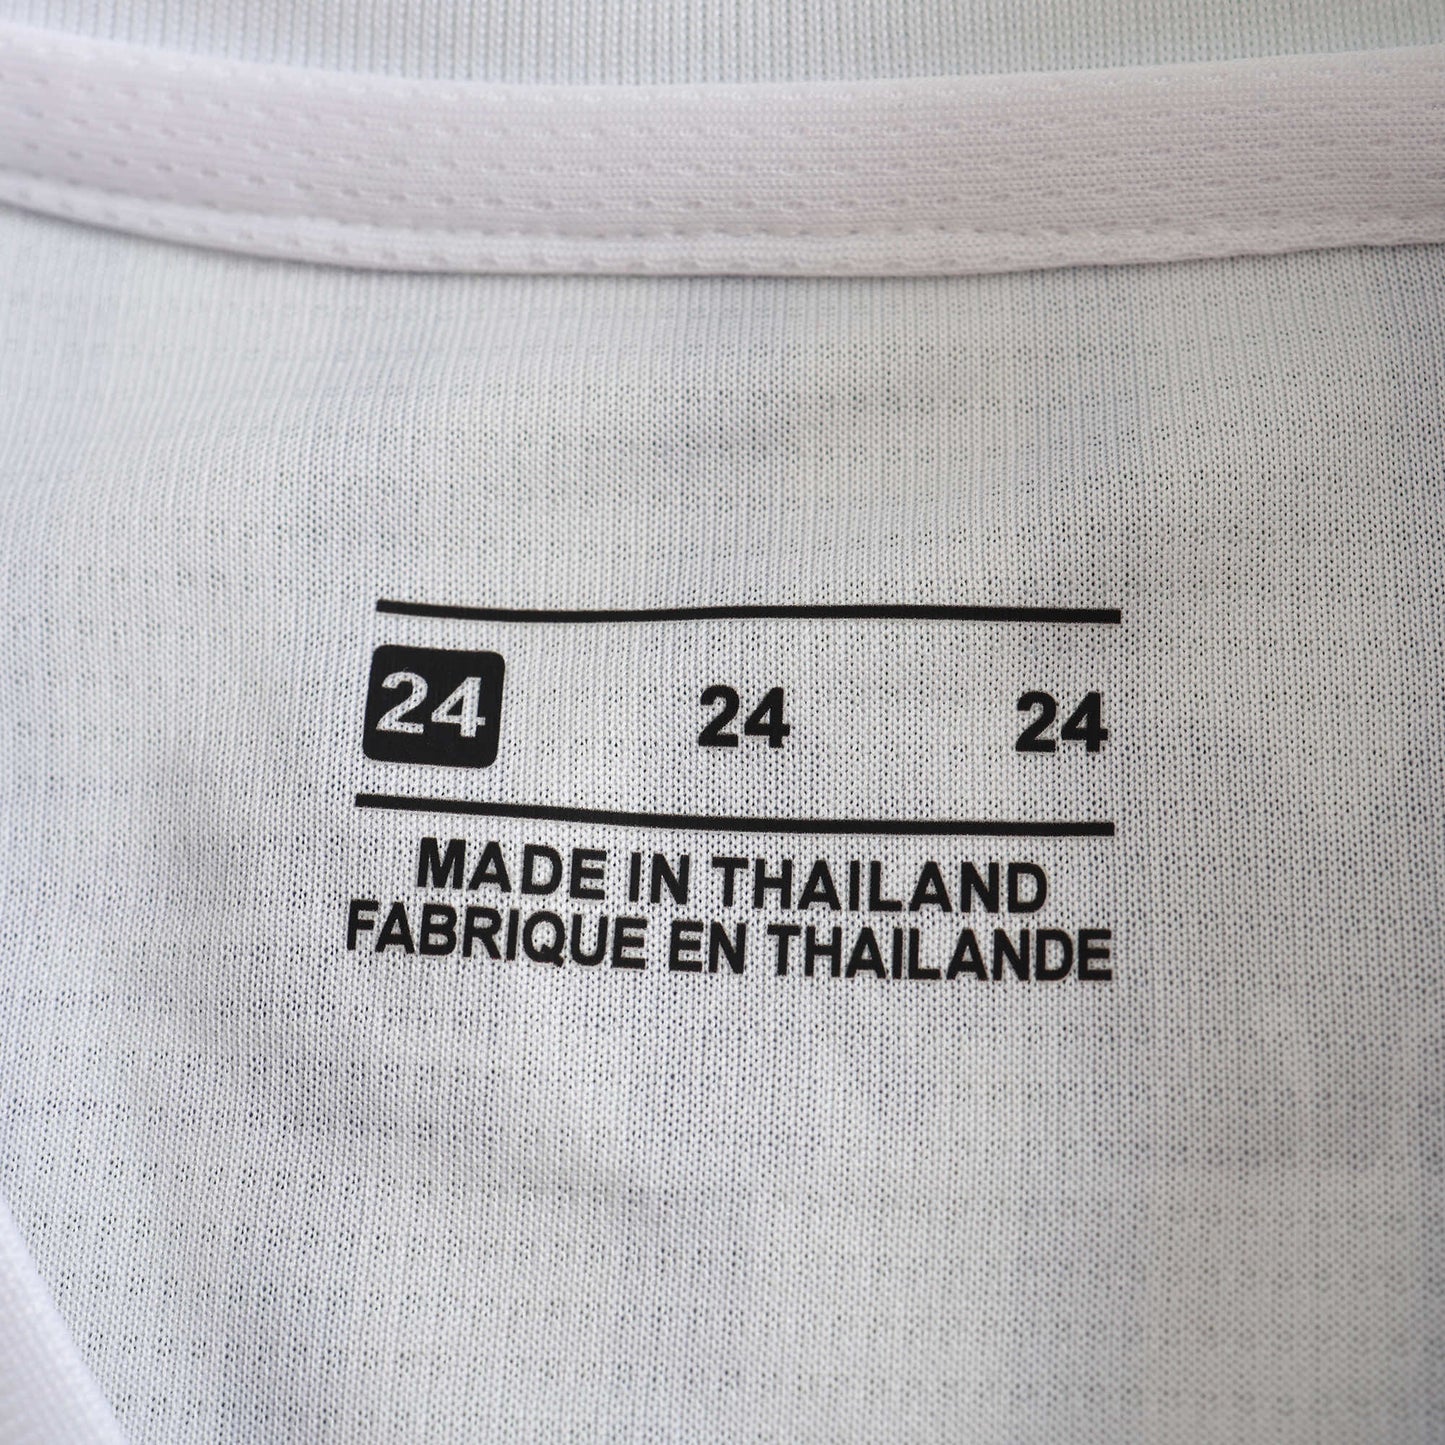 24 24 24
MADE IN THAILAND
FABRIQUE EN THAILANDE